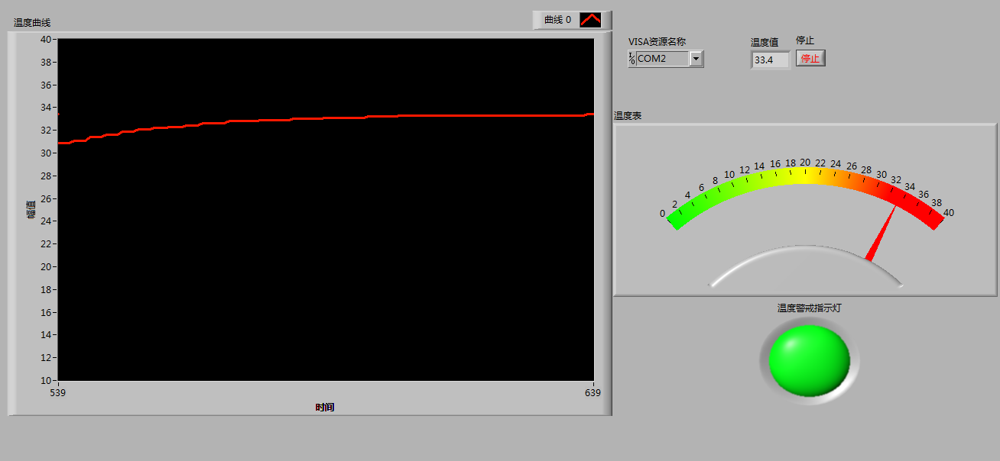 温度曲线
曲线 0
40
38
36
34
32
30
28
26
24
22
20
18
16
14
12
10
幅值
539
639
时间
VISA资源名称
I/O COM2
温度值
33.4
停止
停止
温度表
0 2 4 6 8 10 12 14 16 18 20 22 24 26 28 30 32 34 36 38 40
温度警戒指示灯